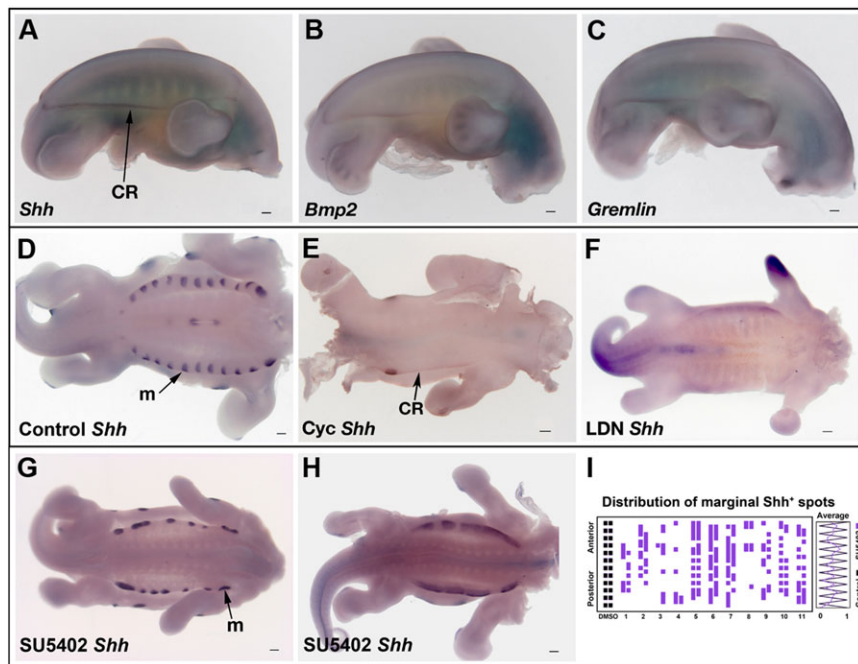 A
Shh
CR
B
Bmp2
C
Gremlin
D
Control Shh
m
E
Cyc Shh
CR
F
LDN Shh
G
SU5402 Shh
m
H
SU5402 Shh
I
Distribution of marginal Shh⁺ spots
Average
Anterior
Posterior
DMSO 1 2 3 4 5 6 7 8 9 10 11
0 1